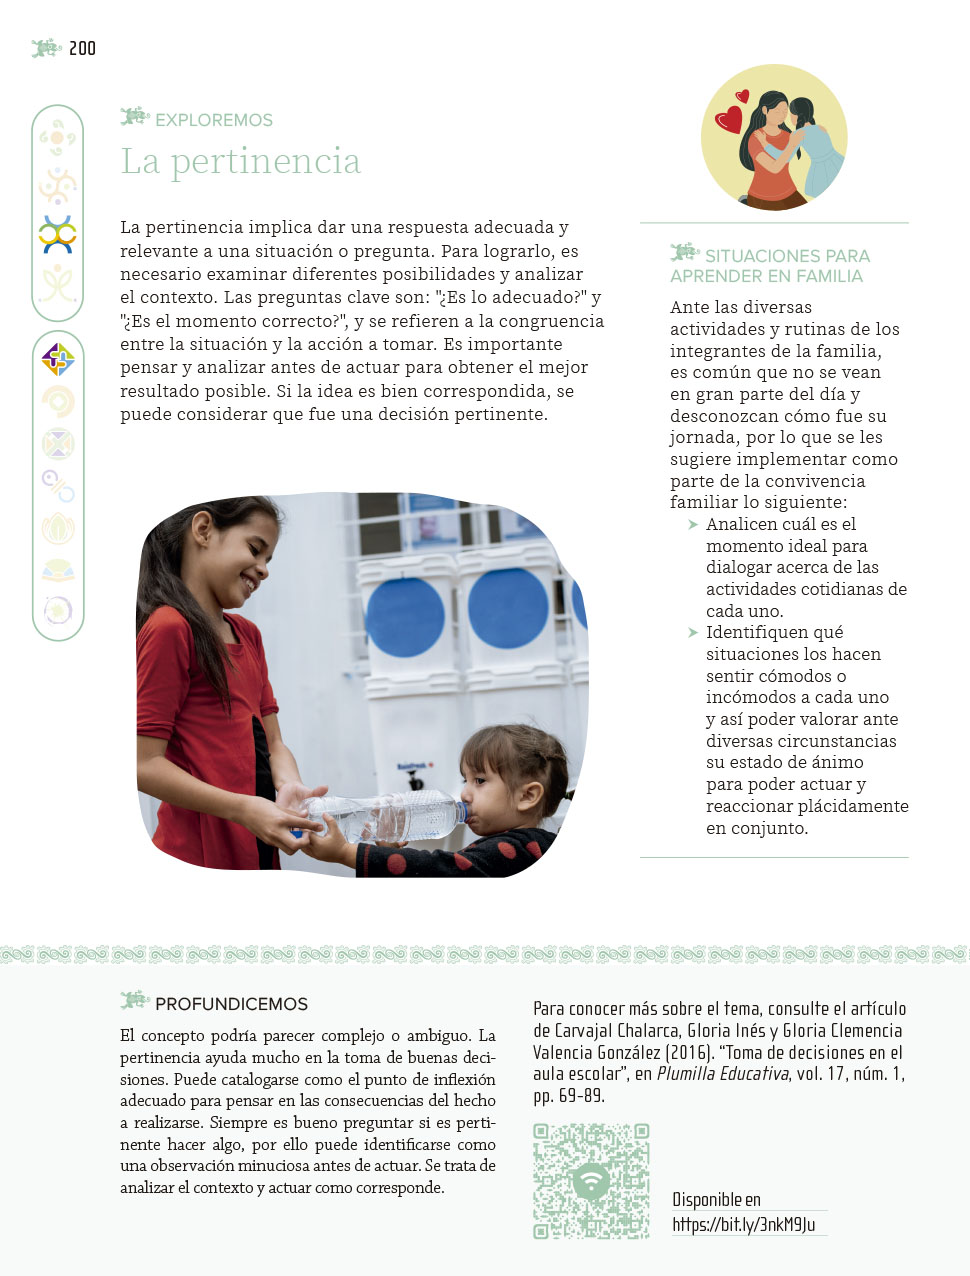 200
EXPLOREMOS
La pertinencia
La pertinencia implica dar una respuesta adecuada y
relevante a una situación o pregunta. Para lograrlo, es
necesario examinar diferentes posibilidades y analizar
el contexto. Las preguntas clave son: "¿Es lo adecuado?" y
"¿Es el momento correcto?", y se refieren a la congruencia
entre la situación y la acción a tomar. Es importante
pensar y analizar antes de actuar para obtener el mejor
resultado posible. Si la idea es bien correspondida, se
puede considerar que fue una decisión pertinente.
SITUACIONES PARA
APRENDER EN FAMILIA
Ante las diversas
actividades y rutinas de los
integrantes de la familia,
es común que no se vean
en gran parte del día y
desconozcan cómo fue su
jornada, por lo que se les
sugiere implementar como
parte de la convivencia
familiar lo siguiente:
➤ Analicen cuál es el
momento ideal para
dialogar acerca de las
actividades cotidianas de
cada uno.
➤ Identifiquen qué
situaciones los hacen
sentir cómodos o
incómodos a cada uno
y así poder valorar ante
diversas circunstancias
su estado de ánimo
para poder actuar y
reaccionar plácidamente
en conjunto.
PROFUNDICEMOS
El concepto podría parecer complejo o ambiguo. La
pertinencia ayuda mucho en la toma de buenas deci-
siones. Puede catalogarse como el punto de inflexión
adecuado para pensar en las consecuencias del hecho
a realizarse. Siempre es bueno preguntar si es perti-
nente hacer algo, por ello puede identificarse como
una observación minuciosa antes de actuar. Se trata de
analizar el contexto y actuar como corresponde.
Para conocer más sobre el tema, consulte el artículo
de Carvajal Chalarca, Gloria Inés y Gloria Clemencia
Valencia González (2016). “Toma de decisiones en el
aula escolar”, en Plumilla Educativa, vol. 17, núm. 1,
pp. 69-89.
Disponible en
https://bit.ly/3nkM9Ju